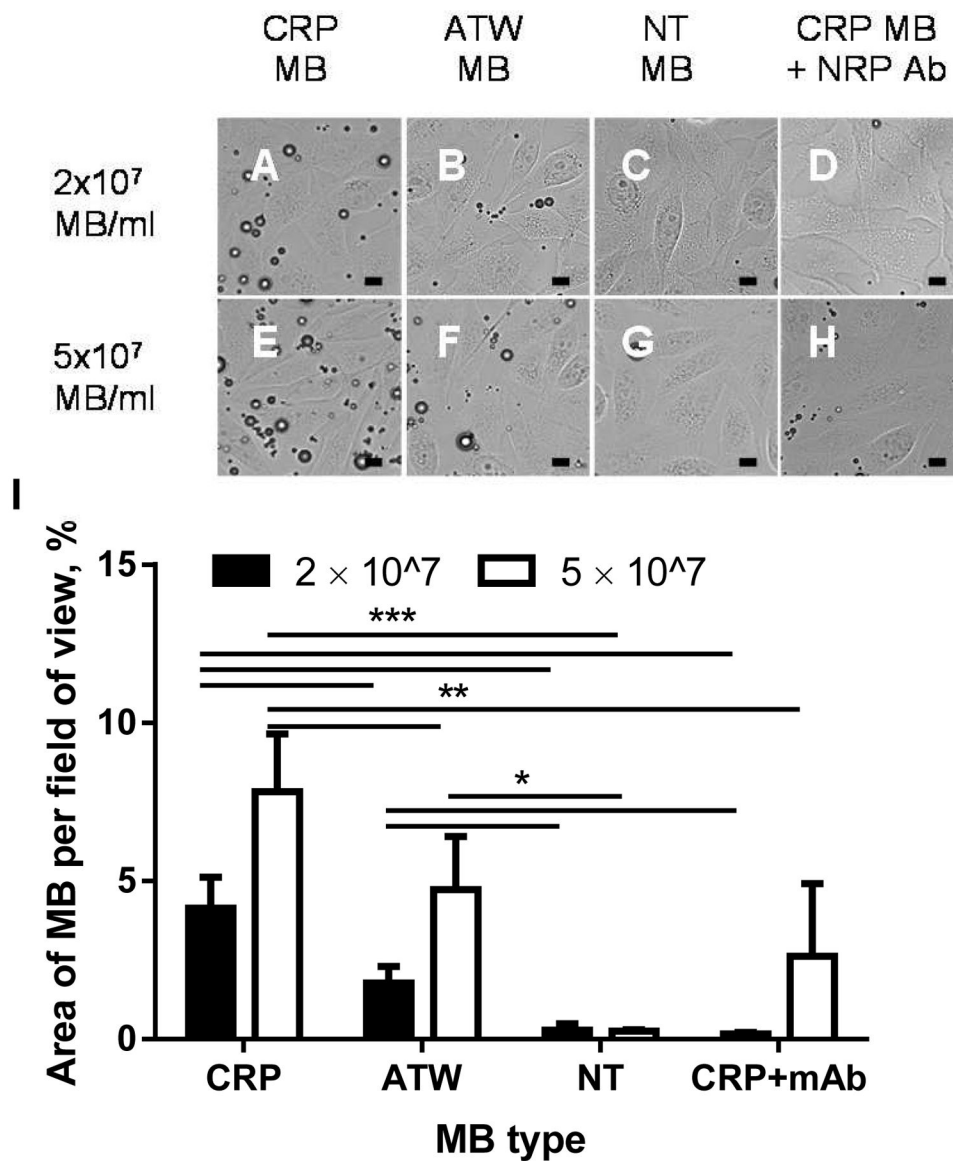 CRP MB
ATW MB
NT MB
CRP MB + NRP Ab
2x10⁷ MB/ml
A
B
C
D
5x10⁷ MB/ml
E
F
G
H
I
2 × 10^7
5 × 10^7
Area of MB per field of view, %
15
10
5
0
***
**
*
CRP
ATW
NT
CRP+mAb
MB type